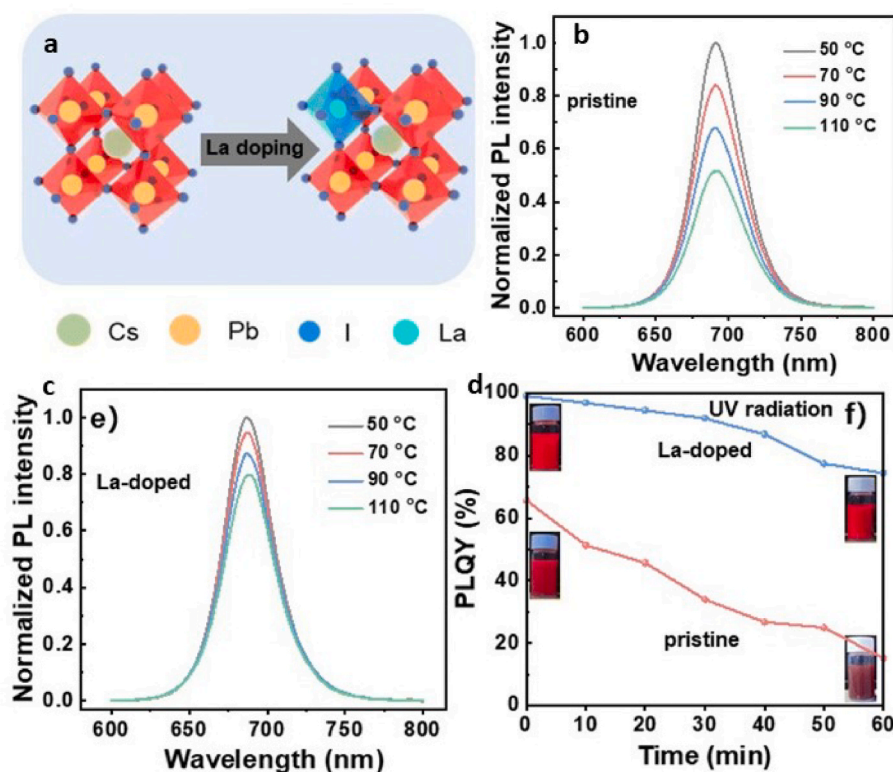 a
La doping
Cs
Pb
I
La
b
pristine
50 °C
70 °C
90 °C
110 °C
Normalized PL intensity
1.0
0.8
0.6
0.4
0.2
0.0
600
650
700
750
800
Wavelength (nm)
c
e)
La-doped
50 °C
70 °C
90 °C
110 °C
Normalized PL intensity
1.0
0.8
0.6
0.4
0.2
0.0
600
650
700
750
800
Wavelength (nm)
d
UV radiation
f)
La-doped
pristine
PLQY (%)
100
80
60
40
20
0
0
10
20
30
40
50
60
Time (min)